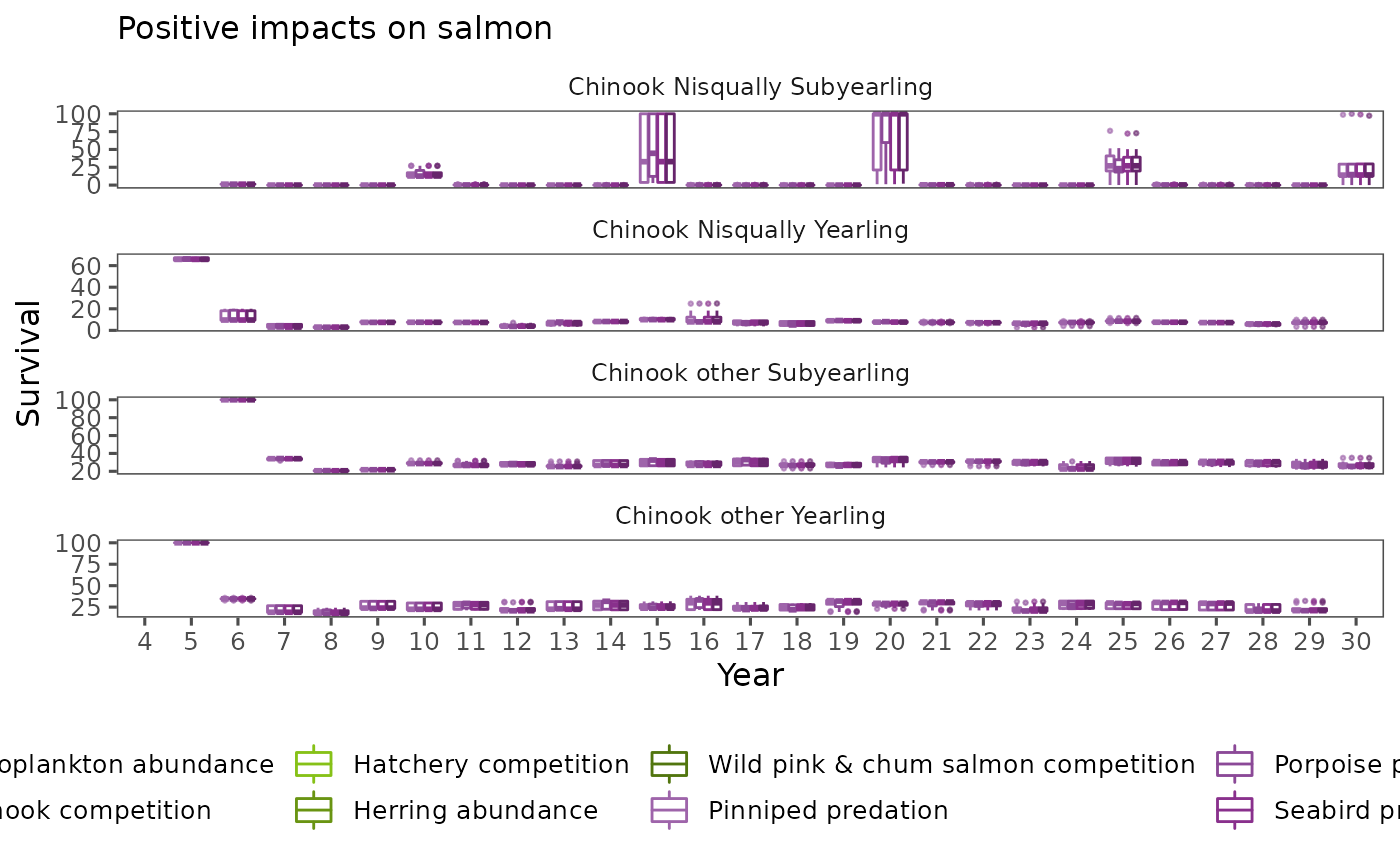 Positive impacts on salmon
Chinook Nisqually Subyearling
100
75
50
25
0
Chinook Nisqually Yearling
60
40
20
0
Chinook other Subyearling
100
80
60
40
20
Chinook other Yearling
100
75
50
25
Survival
4 5 6 7 8 9 10 11 12 13 14 15 16 17 18 19 20 21 22 23 24 25 26 27 28 29 30
Year
oplankton abundance Hatchery competition Wild pink & chum salmon competition Porpoise p
nook competition Herring abundance Pinniped predation Seabird pr